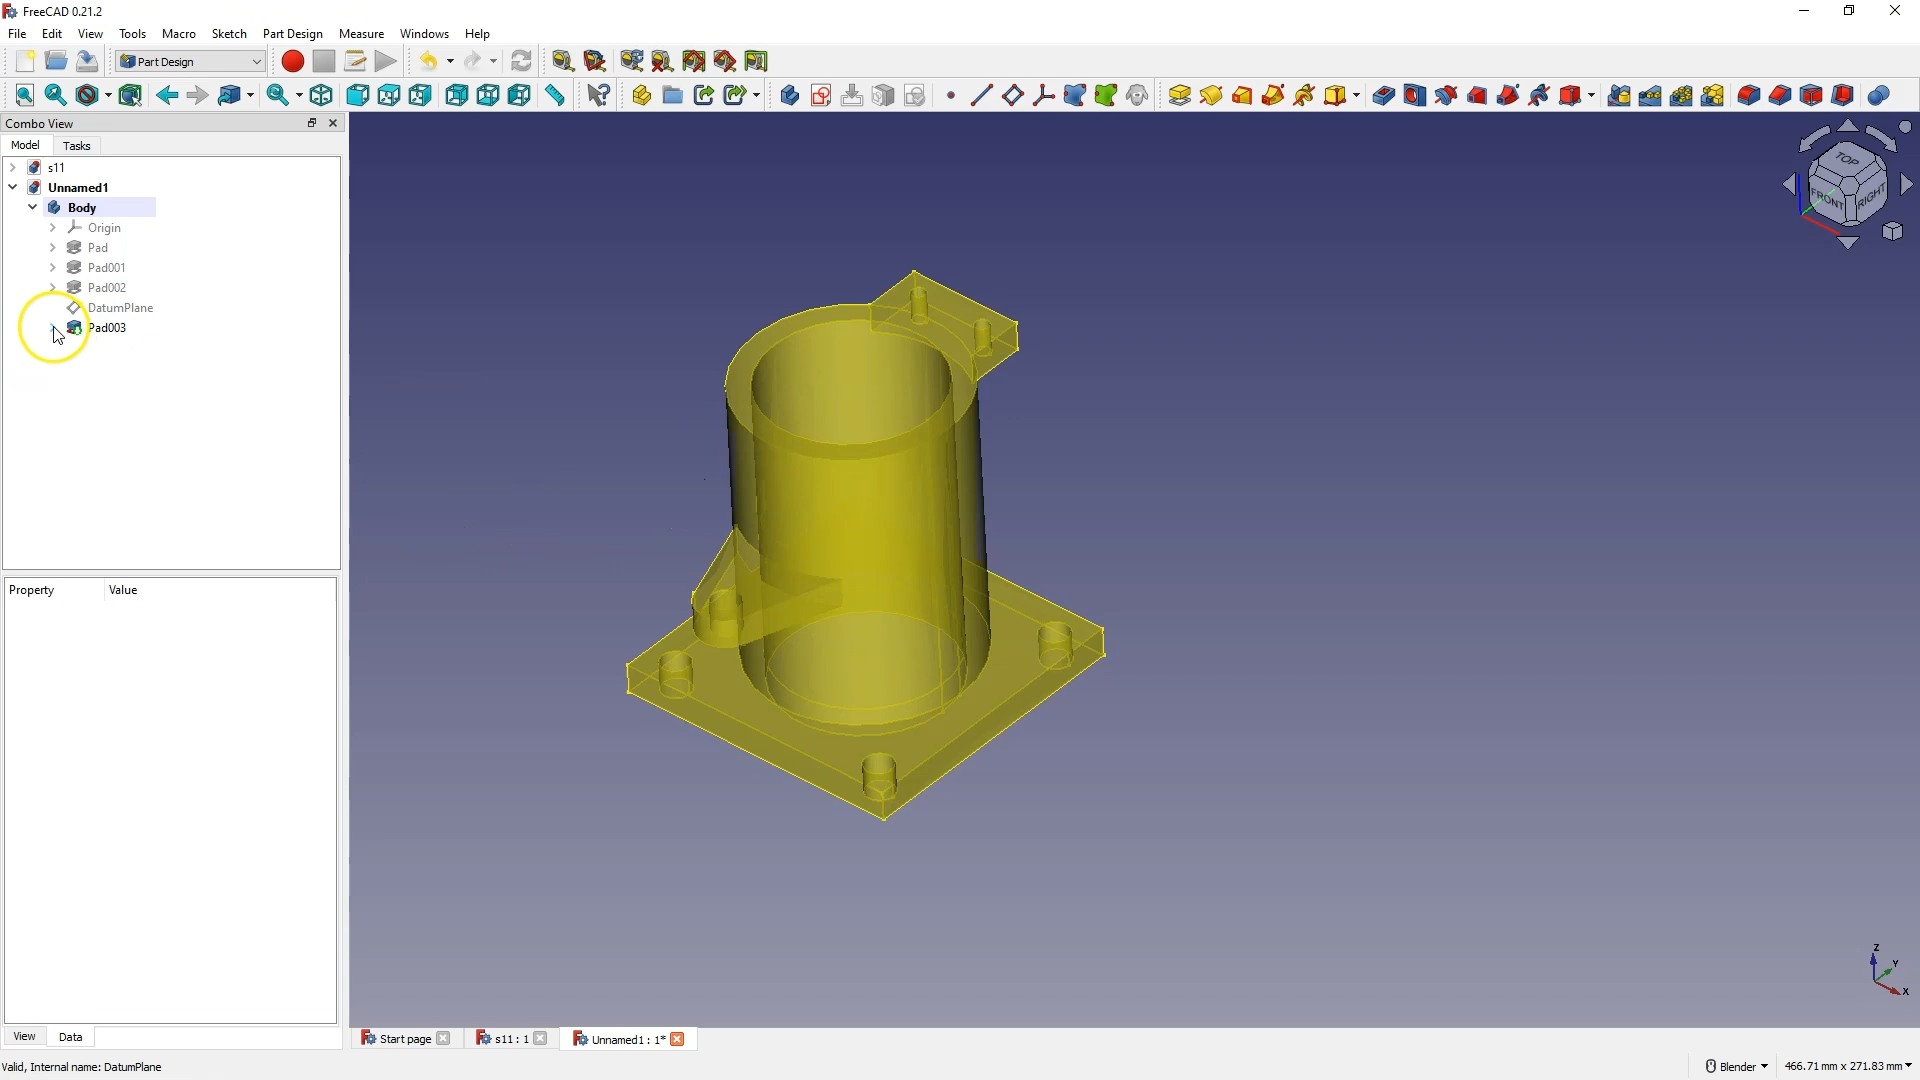 FreeCAD 0.21.2
File Edit View Tools Macro Sketch Part Design Measure Windows Help
Part Design
Combo View
Model Tasks
s11
Unnamed1
Body
Origin
Pad
Pad001
Pad002
DatumPlane
Pad003
Property Value
View Data
TOP
FRONT
RIGHT
Z
Y
X
Start page
s11 : 1
Unnamed1 : 1*
Valid, Internal name: DatumPlane
Blender
466.71 mm x 271.83 mm